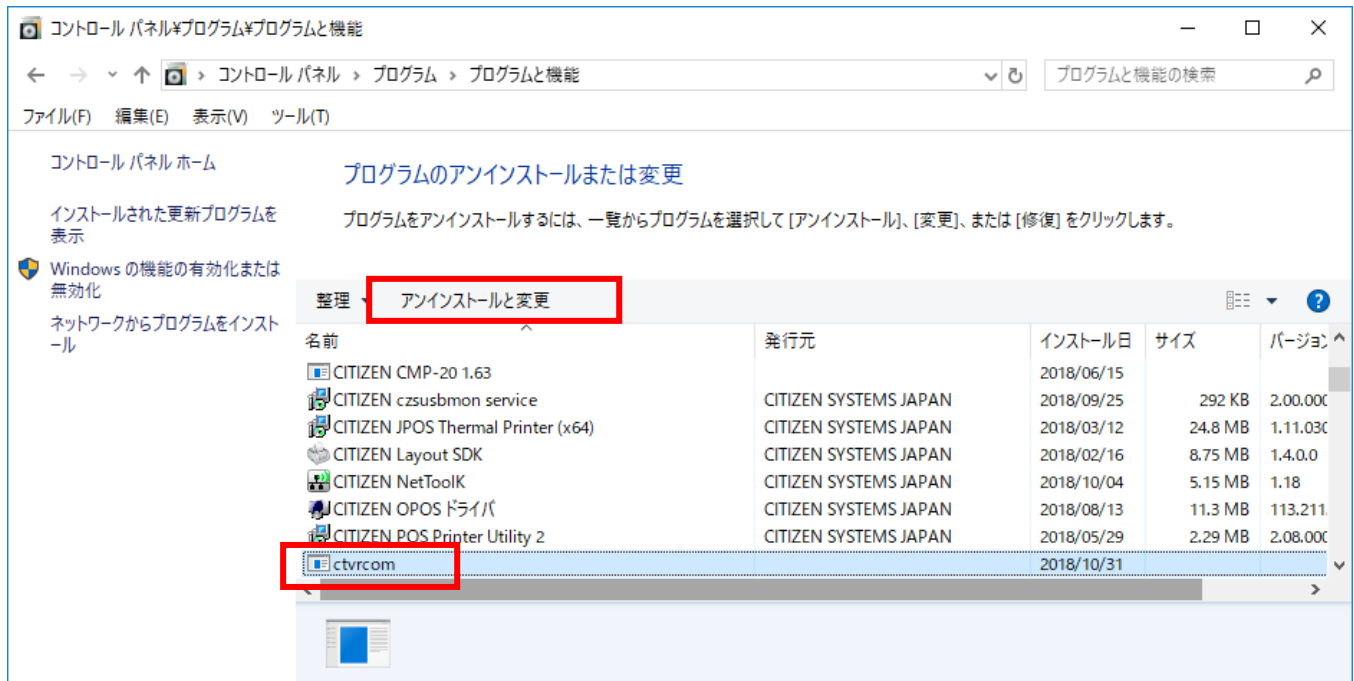 コントロール パネル¥プログラム¥プログラムと機能
コントロール パネル › プログラム › プログラムと機能
プログラムと機能の検索
ファイル(F) 編集(E) 表示(V) ツール(T)
コントロール パネル ホーム
インストールされた更新プログラムを
表示
Windows の機能の有効化または
無効化
ネットワークからプログラムをインスト
ール
プログラムのアンインストールまたは変更
プログラムをアンインストールするには、一覧からプログラムを選択して [アンインストール]、[変更]、または [修復] をクリックします。
整理 アンインストールと変更
名前 発行元 インストール日 サイズ バージョン
CITIZEN CMP-20 1.63 2018/06/15
CITIZEN czsusbmon service CITIZEN SYSTEMS JAPAN 2018/09/25 292 KB 2.00.000
CITIZEN JPOS Thermal Printer (x64) CITIZEN SYSTEMS JAPAN 2018/03/12 24.8 MB 1.11.030
CITIZEN Layout SDK CITIZEN SYSTEMS JAPAN 2018/02/16 8.75 MB 1.4.0.0
CITIZEN NetToolK CITIZEN SYSTEMS JAPAN 2018/10/04 5.15 MB 1.18
CITIZEN OPOS ドライバ CITIZEN SYSTEMS JAPAN 2018/08/13 11.3 MB 113.211.
CITIZEN POS Printer Utility 2 CITIZEN SYSTEMS JAPAN 2018/05/29 2.29 MB 2.08.000
ctvrcom 2018/10/31